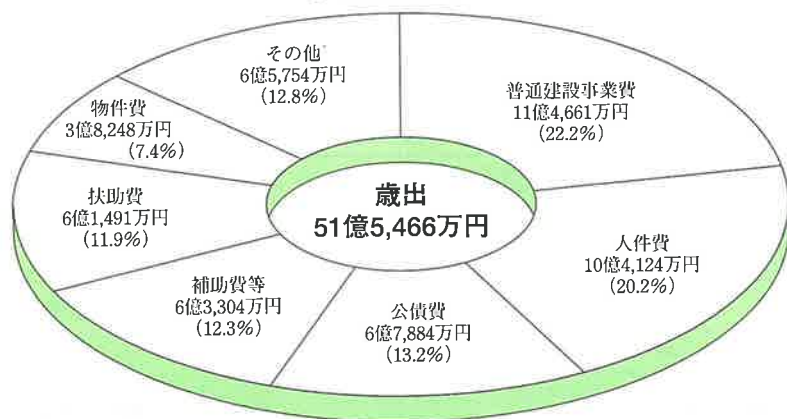 その他
6億5,754万円
(12.8%)
普通建設事業費
11億4,661万円
(22.2%)
物件費
3億8,248万円
(7.4%)
扶助費
6億1,491万円
(11.9%)
歳出
51億5,466万円
人件費
10億4,124万円
(20.2%)
補助費等
6億3,304万円
(12.3%)
公債費
6億7,884万円
(13.2%)